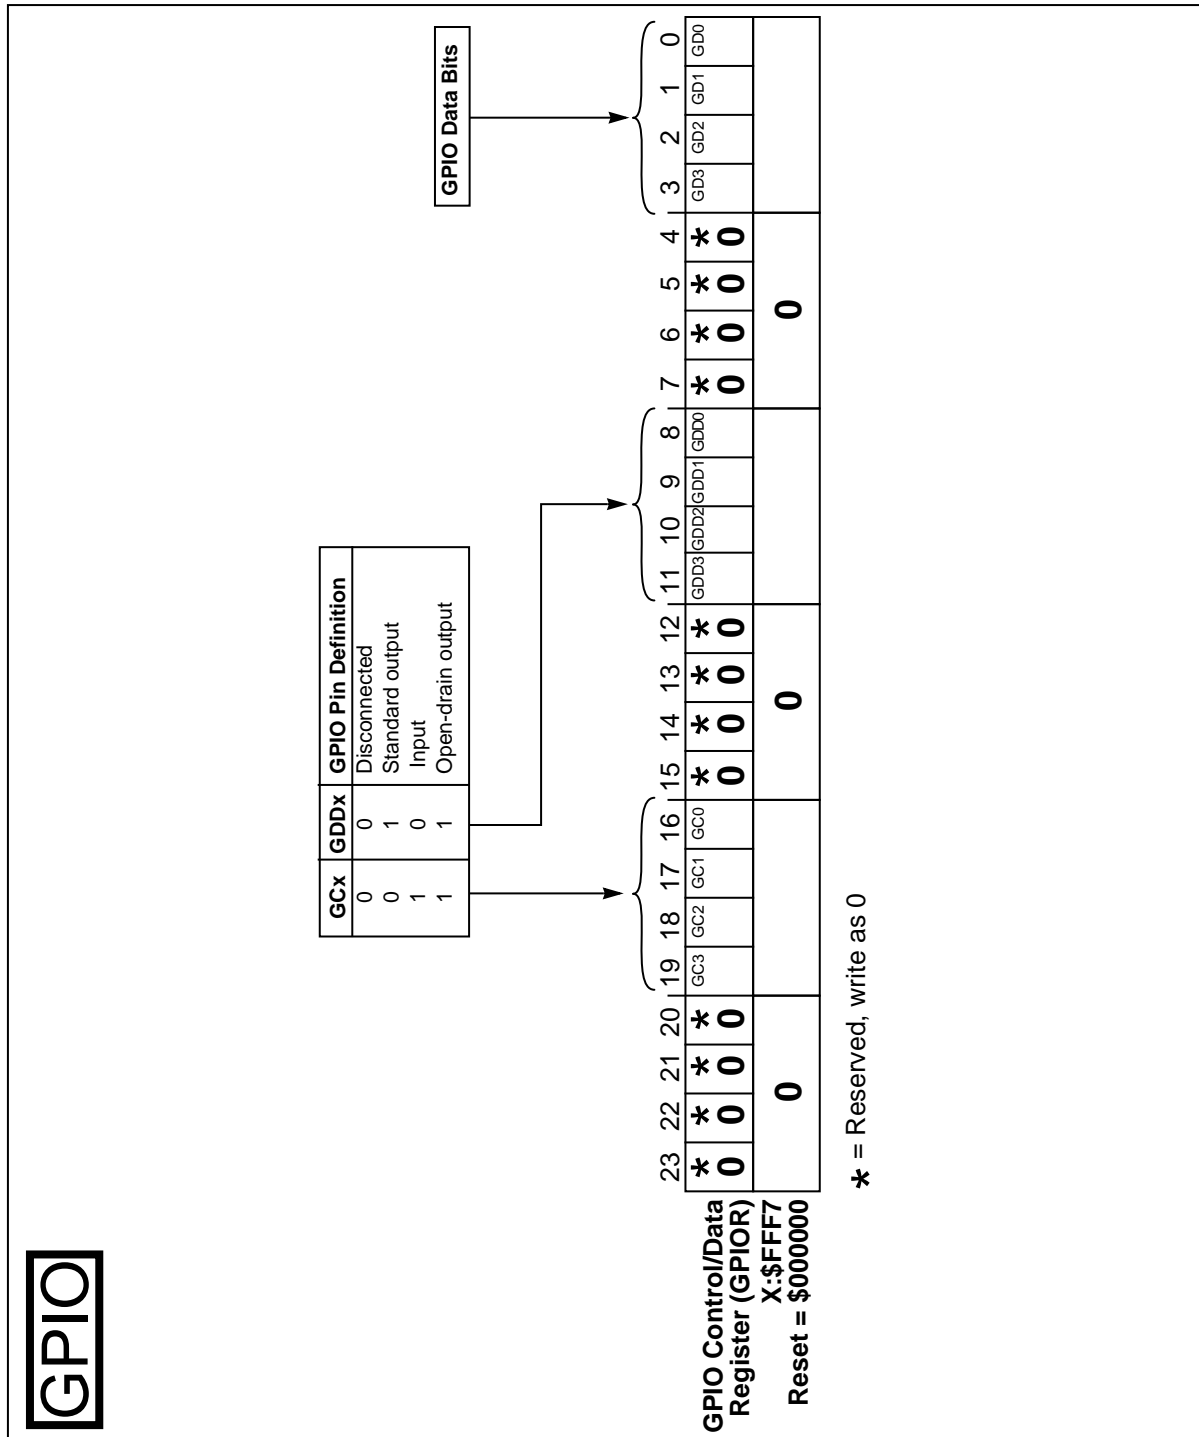 GPIO
GCx GDDx GPIO Pin Definition
0 0 Disconnected
0 1 Standard output
1 0 Input
1 1 Open-drain output
GPIO Data Bits
23 22 21 20 19 18 17 16 15 14 13 12 11 10 9 8 7 6 5 4 3 2 1 0
GPIO Control/Data
Register (GPIOR)
X:$FFF7
Reset = $000000
* * * * GC3 GC2 GC1 GC0 * * * * GDD3 GDD2 GDD1 GDD0 * * * * GD3 GD2 GD1 GD0
0 0 0 0 0 0 0 0 0 0 0 0
0 0 0
* = Reserved, write as 0